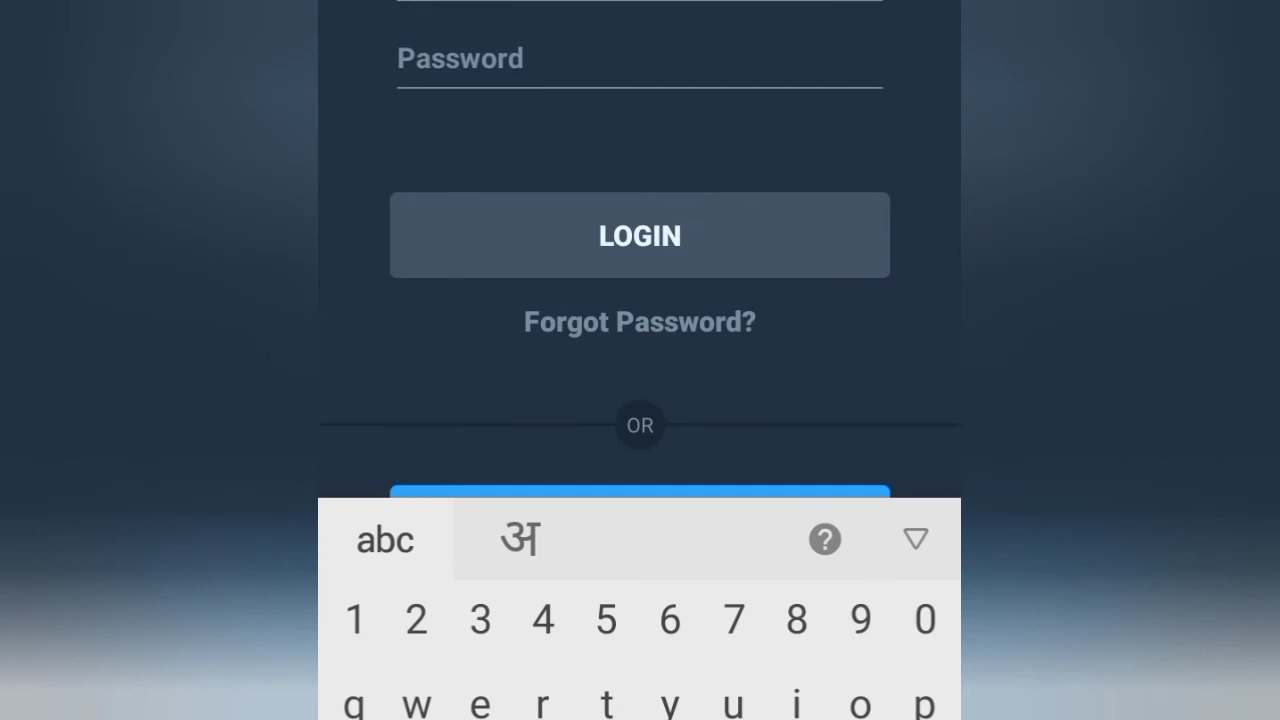 Password
LOGIN
Forgot Password?
OR
abc अ ?
1 2 3 4 5 6 7 8 9 0
q w e r t y u i o p